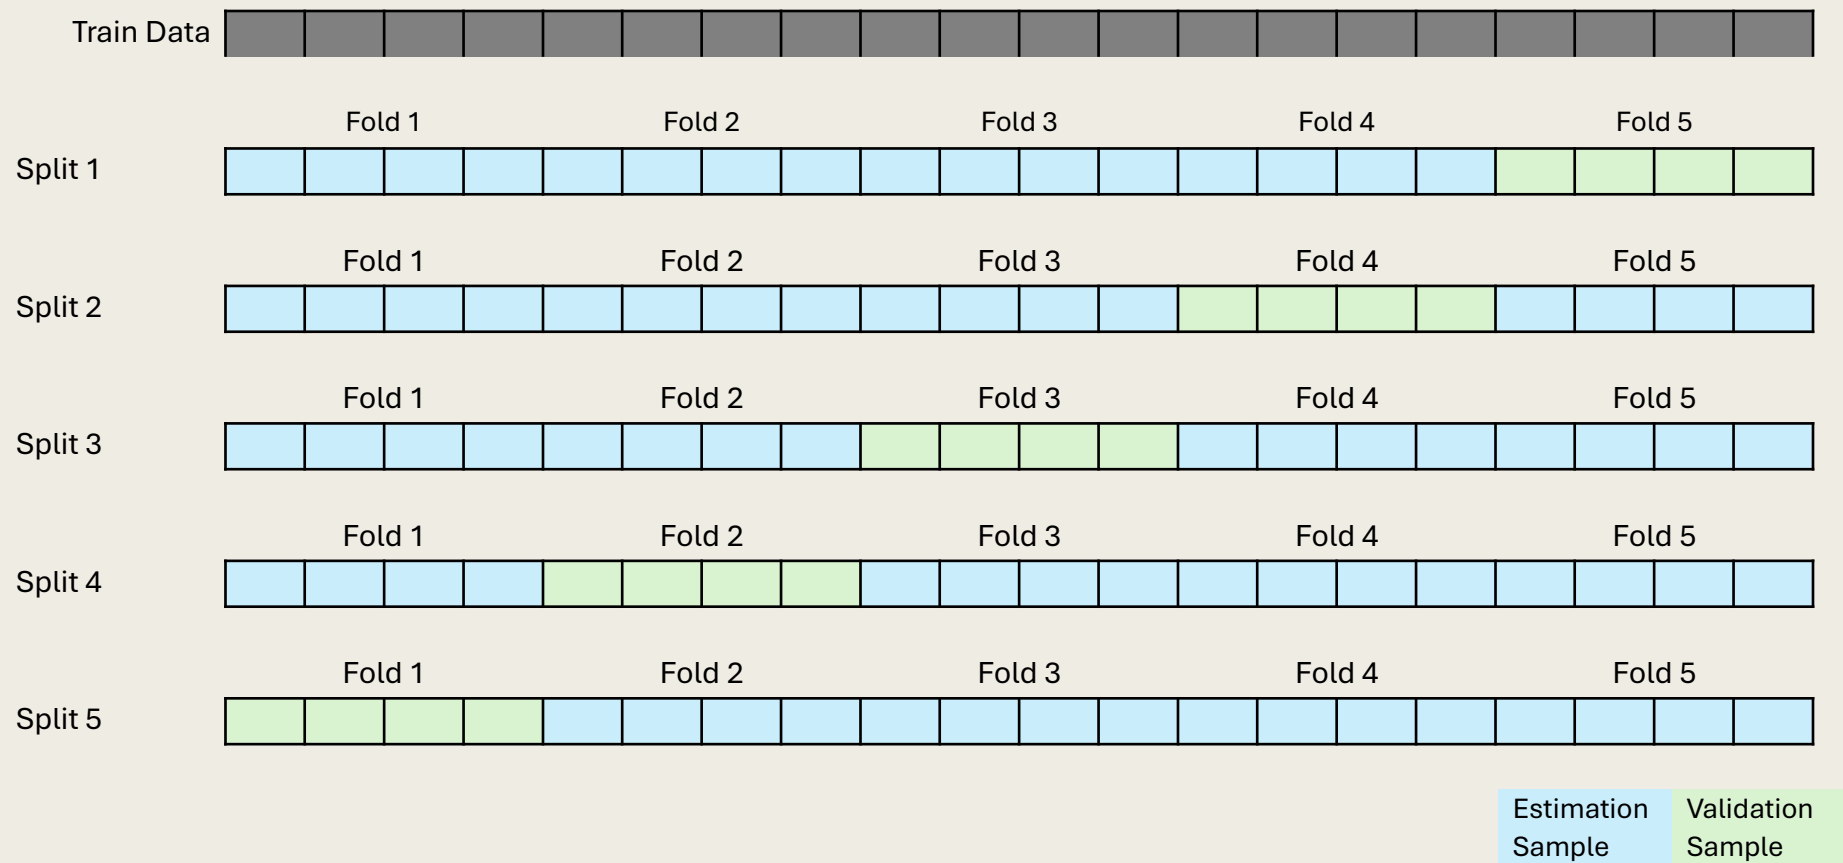 Train Data
Fold 1 Fold 2 Fold 3 Fold 4 Fold 5
Split 1
Fold 1 Fold 2 Fold 3 Fold 4 Fold 5
Split 2
Fold 1 Fold 2 Fold 3 Fold 4 Fold 5
Split 3
Fold 1 Fold 2 Fold 3 Fold 4 Fold 5
Split 4
Fold 1 Fold 2 Fold 3 Fold 4 Fold 5
Split 5
Estimation
Sample
Validation
Sample